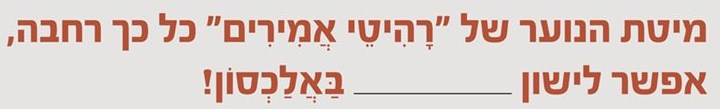 מיטת הנוער של "רָהִיטֵי אֲמִירִים" כל כך רחבה,
אפשר לישון ________ בַּאֲלַכְסוֹן!